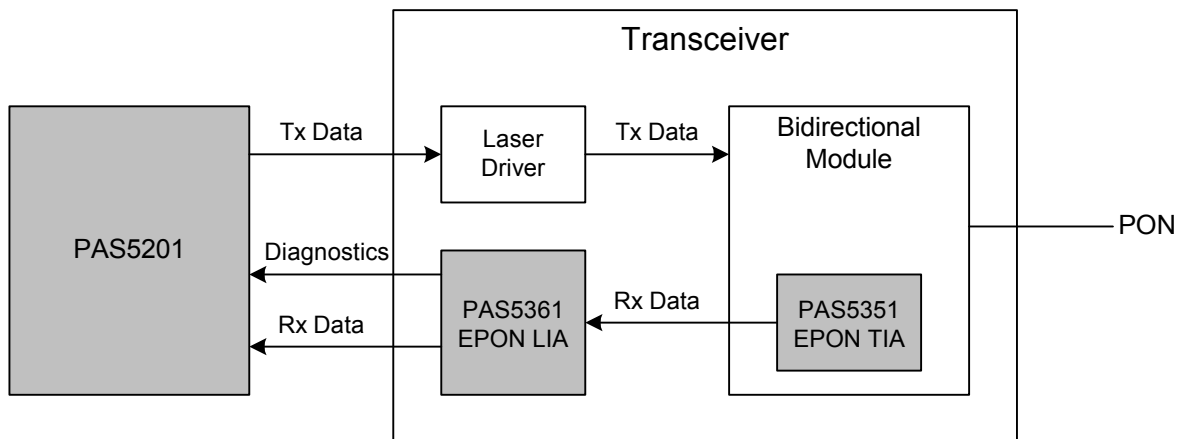 Transceiver
Tx Data
Laser
Driver
Tx Data
Bidirectional
Module
PAS5201
PON
Diagnostics
PAS5361
EPON LIA
Rx Data
PAS5351
EPON TIA
Rx Data